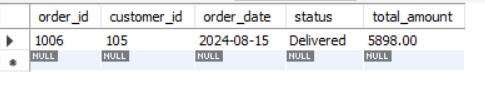 order_id customer_id order_date status total_amount
1006 105 2024-08-15 Delivered 5898.00
NULL NULL NULL NULL NULL